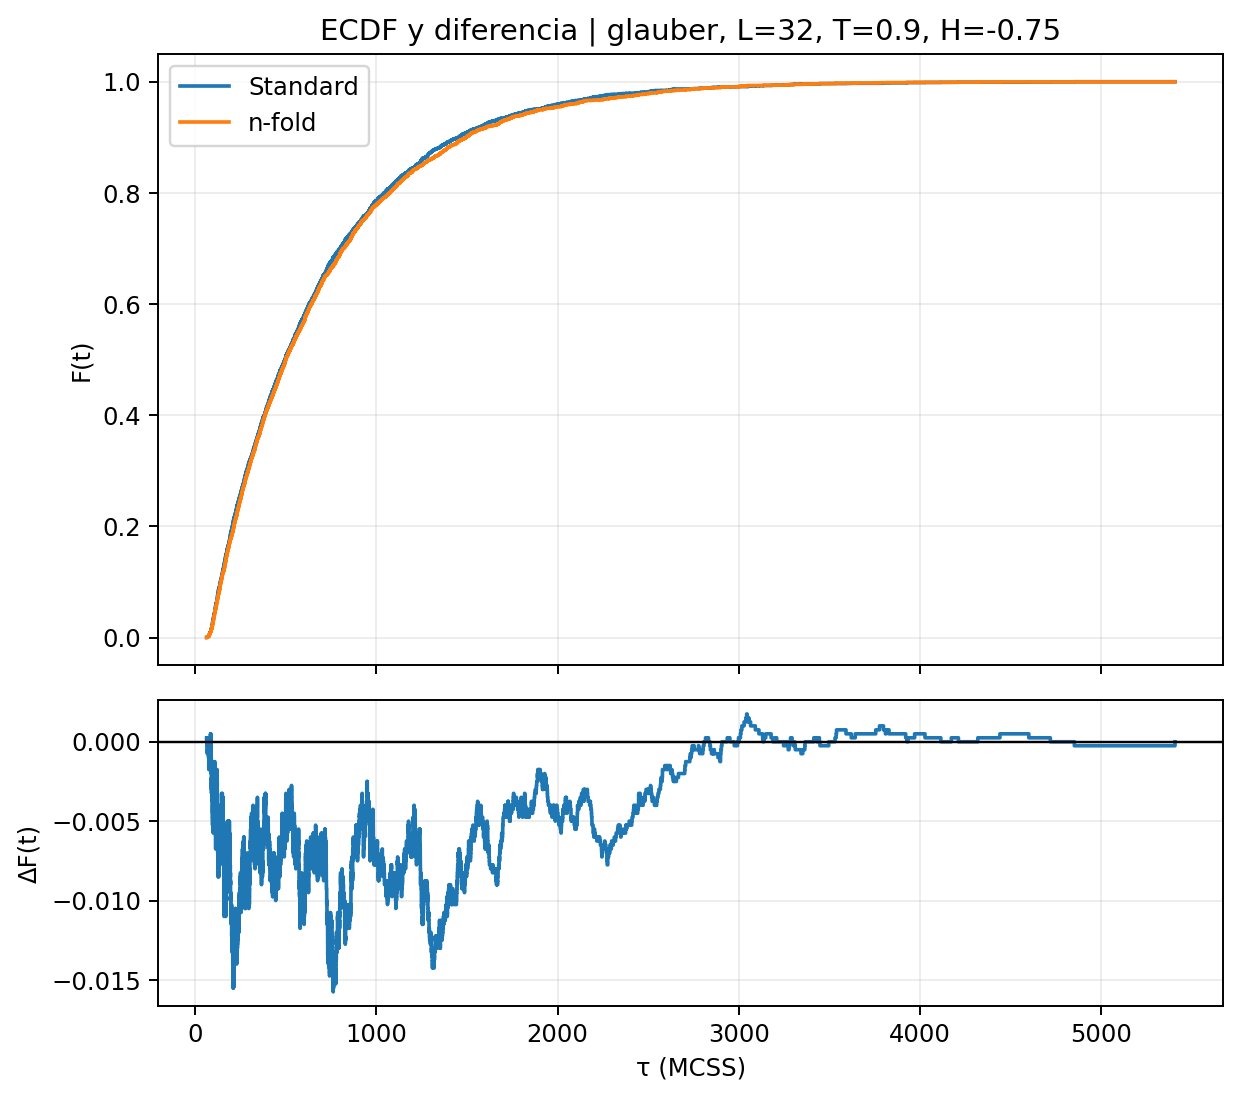 ECDF y diferencia | glauber, L=32, T=0.9, H=-0.75
Standard
n-fold
F(t)
1.0
0.8
0.6
0.4
0.2
0.0
ΔF(t)
0.000
−0.005
−0.010
−0.015
0 1000 2000 3000 4000 5000
τ (MCSS)